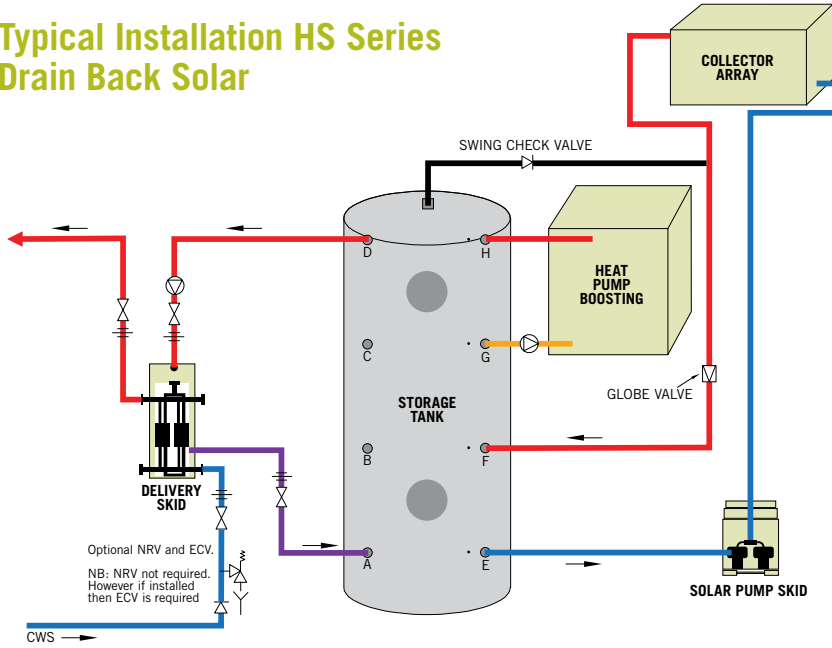 Typical Installation HS Series
Drain Back Solar
COLLECTOR
ARRAY
SWING CHECK VALVE
D
H
HEAT
PUMP
BOOSTING
C
G
GLOBE VALVE
STORAGE
TANK
B
F
DELIVERY
SKID
Optional NRV and ECV.
NB: NRV not required.
However if installed
then ECV is required
A
E
SOLAR PUMP SKID
CWS